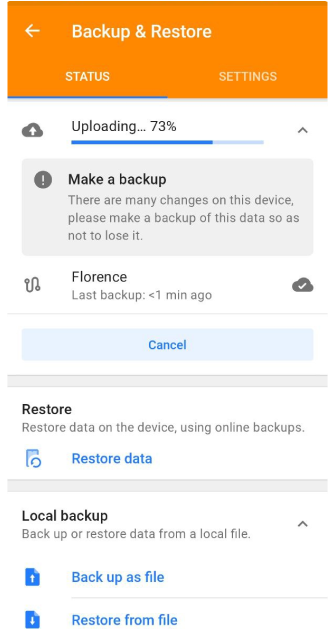 Backup & Restore
STATUS
SETTINGS
Uploading... 73%
Make a backup
There are many changes on this device,
please make a backup of this data so as
not to lose it.
Florence
Last backup: <1 min ago
Cancel
Restore
Restore data on the device, using online backups.
Restore data
Local backup
Back up or restore data from a local file.
Back up as file
Restore from file